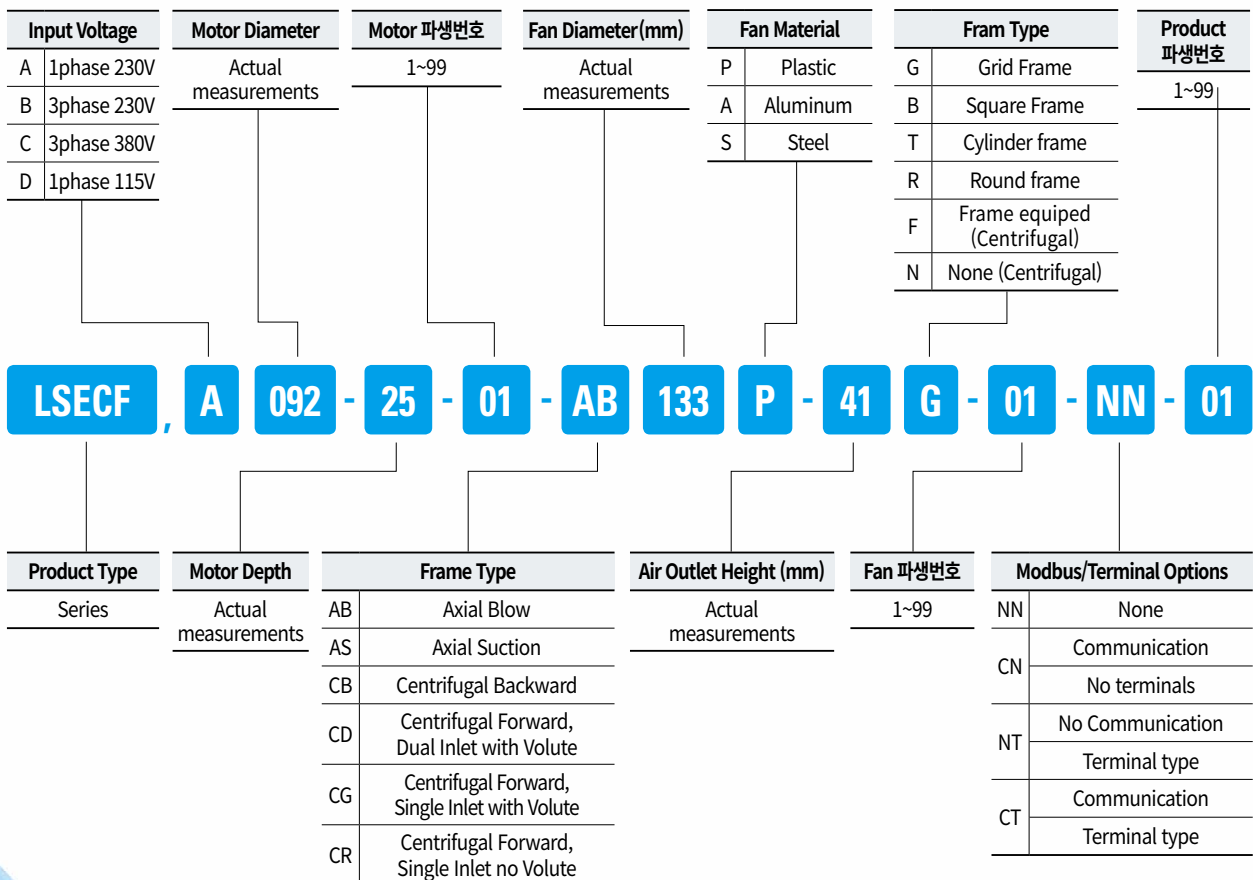 Input Voltage
A 1phase 230V
B 3phase 230V
C 3phase 380V
D 1phase 115V
Motor Diameter
Actual
measurements
Motor 파생번호
1~99
Fan Diameter(mm)
Actual
measurements
Fan Material
P Plastic
A Aluminum
S Steel
Fram Type
G Grid Frame
B Square Frame
T Cylinder frame
R Round frame
F Frame equiped
(Centrifugal)
N None (Centrifugal)
Product
파생번호
1~99
LSECF , A 092 - 25 - 01 - AB 133 P - 41 G - 01 - NN - 01
Product Type
Series
Motor Depth
Actual
measurements
Frame Type
AB Axial Blow
AS Axial Suction
CB Centrifugal Backward
CD Centrifugal Forward,
Dual Inlet with Volute
CG Centrifugal Forward,
Single Inlet with Volute
CR Centrifugal Forward,
Single Inlet no Volute
Air Outlet Height (mm)
Actual
measurements
Fan 파생번호
1~99
Modbus/Terminal Options
NN None
CN Communication
No terminals
NT No Communication
Terminal type
CT Communication
Terminal type